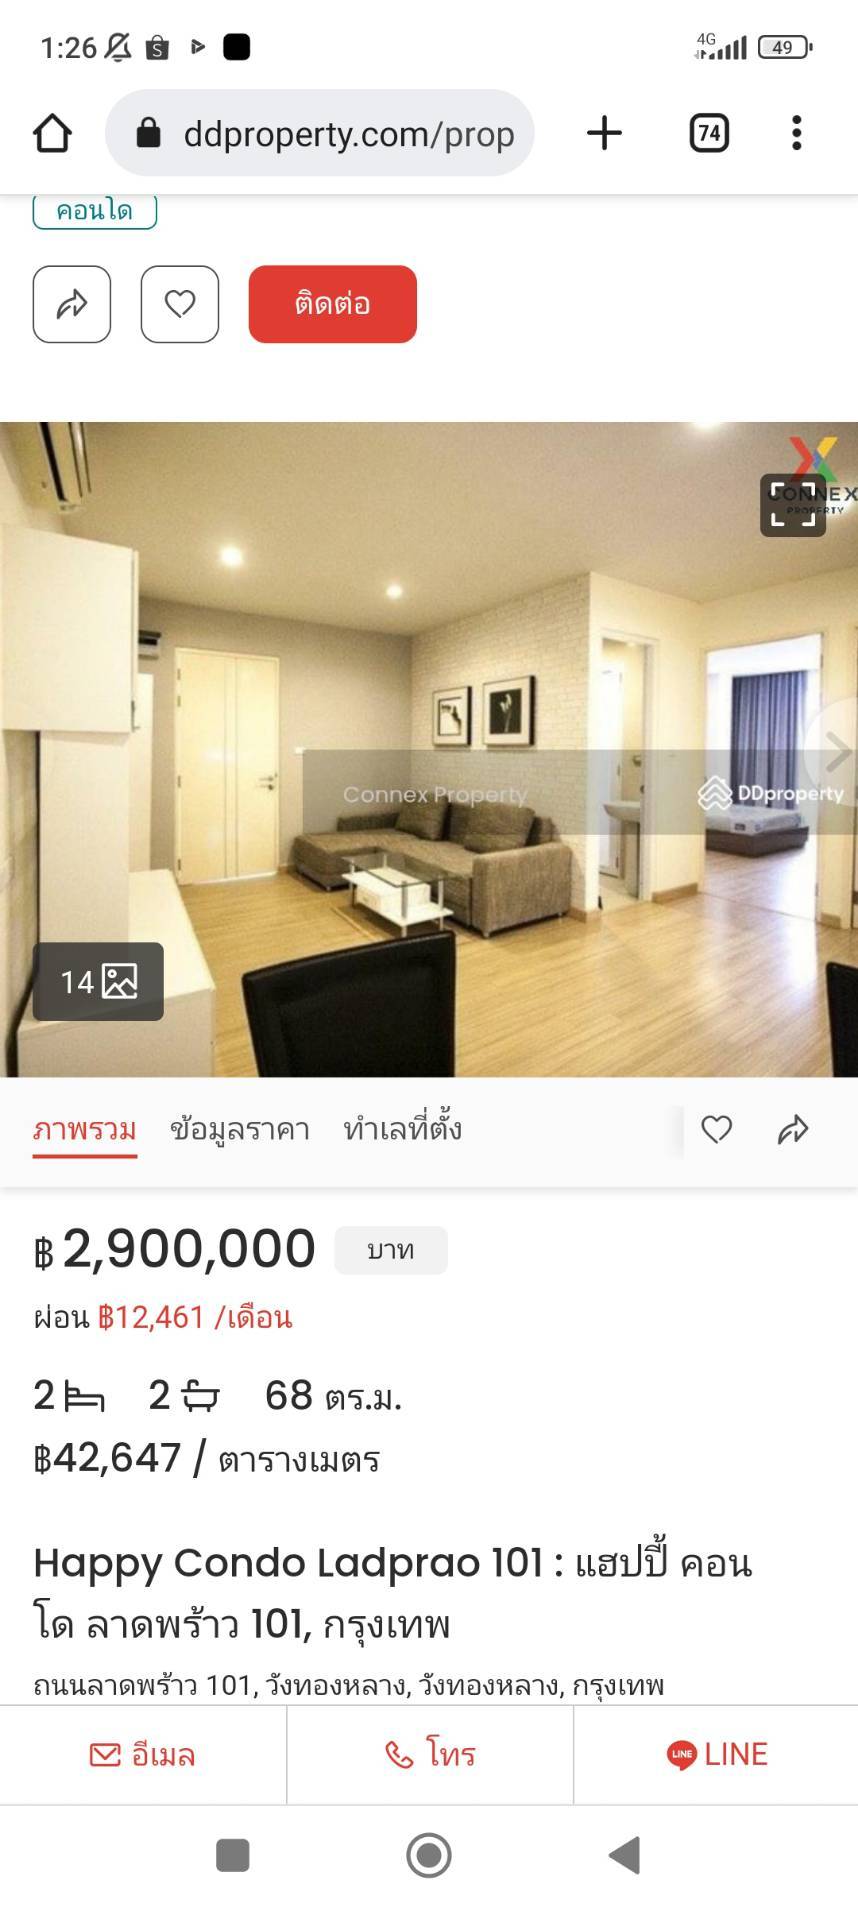 1:26
4G
49
ddproperty.com/prop
74
คอนโด
ติดต่อ
CONNEX
PROPERTY
Connex Property
DDproperty
14
ภาพรวม ข้อมูลราคา ทำเลที่ตั้ง
฿ 2,900,000 บาท
ผ่อน ฿12,461 /เดือน
2 2 68 ตร.ม.
฿42,647 / ตารางเมตร
Happy Condo Ladprao 101 : แฮปปี้ คอน
โด ลาดพร้าว 101, กรุงเทพ
ถนนลาดพร้าว 101, วังทองหลาง, วังทองหลาง, กรุงเทพ
อีเมล โทร LINE LINE